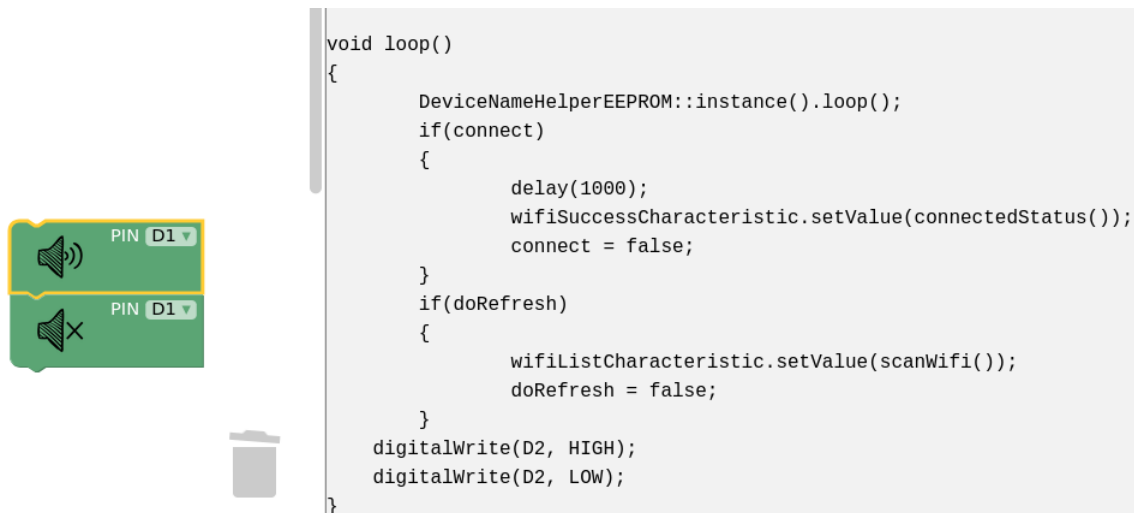 PIN D1
PIN D1
void loop()
{
DeviceNameHelperEEPROM::instance().loop();
if(connect)
{
delay(1000);
wifiSuccessCharacteristic.setValue(connectedStatus());
connect = false;
}
if(doRefresh)
{
wifiListCharacteristic.setValue(scanWifi());
doRefresh = false;
}
digitalWrite(D2, HIGH);
digitalWrite(D2, LOW);
}